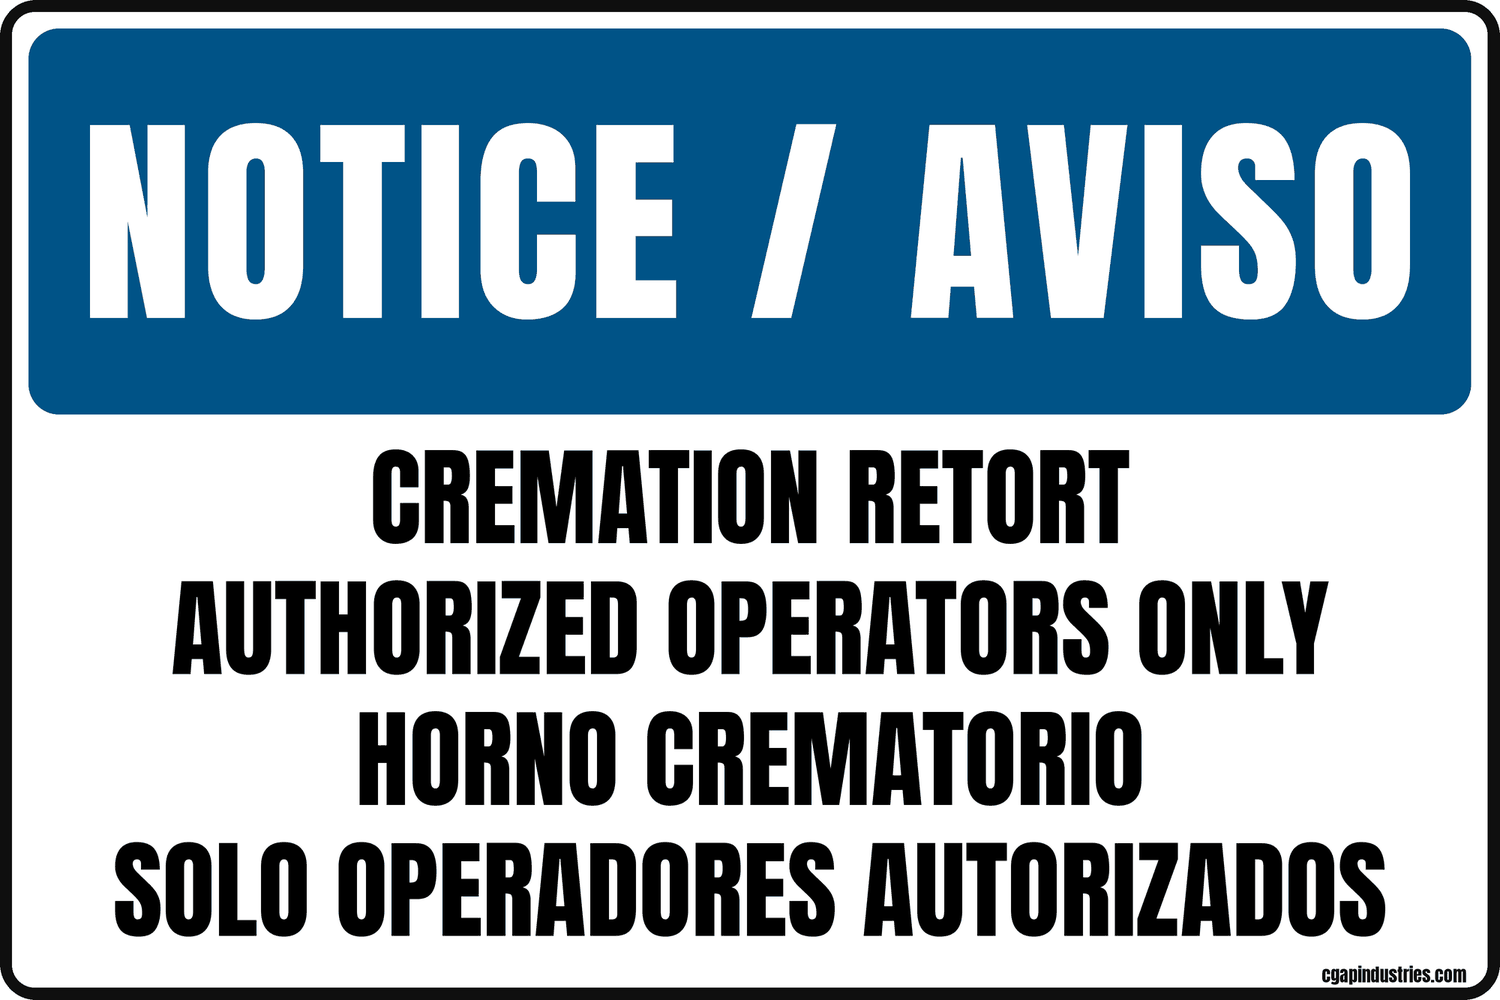 NOTICE / AVISO
CREMATION RETORT
AUTHORIZED OPERATORS ONLY
HORNO CREMATORIO
SOLO OPERADORES AUTORIZADOS
cgapindustries.com